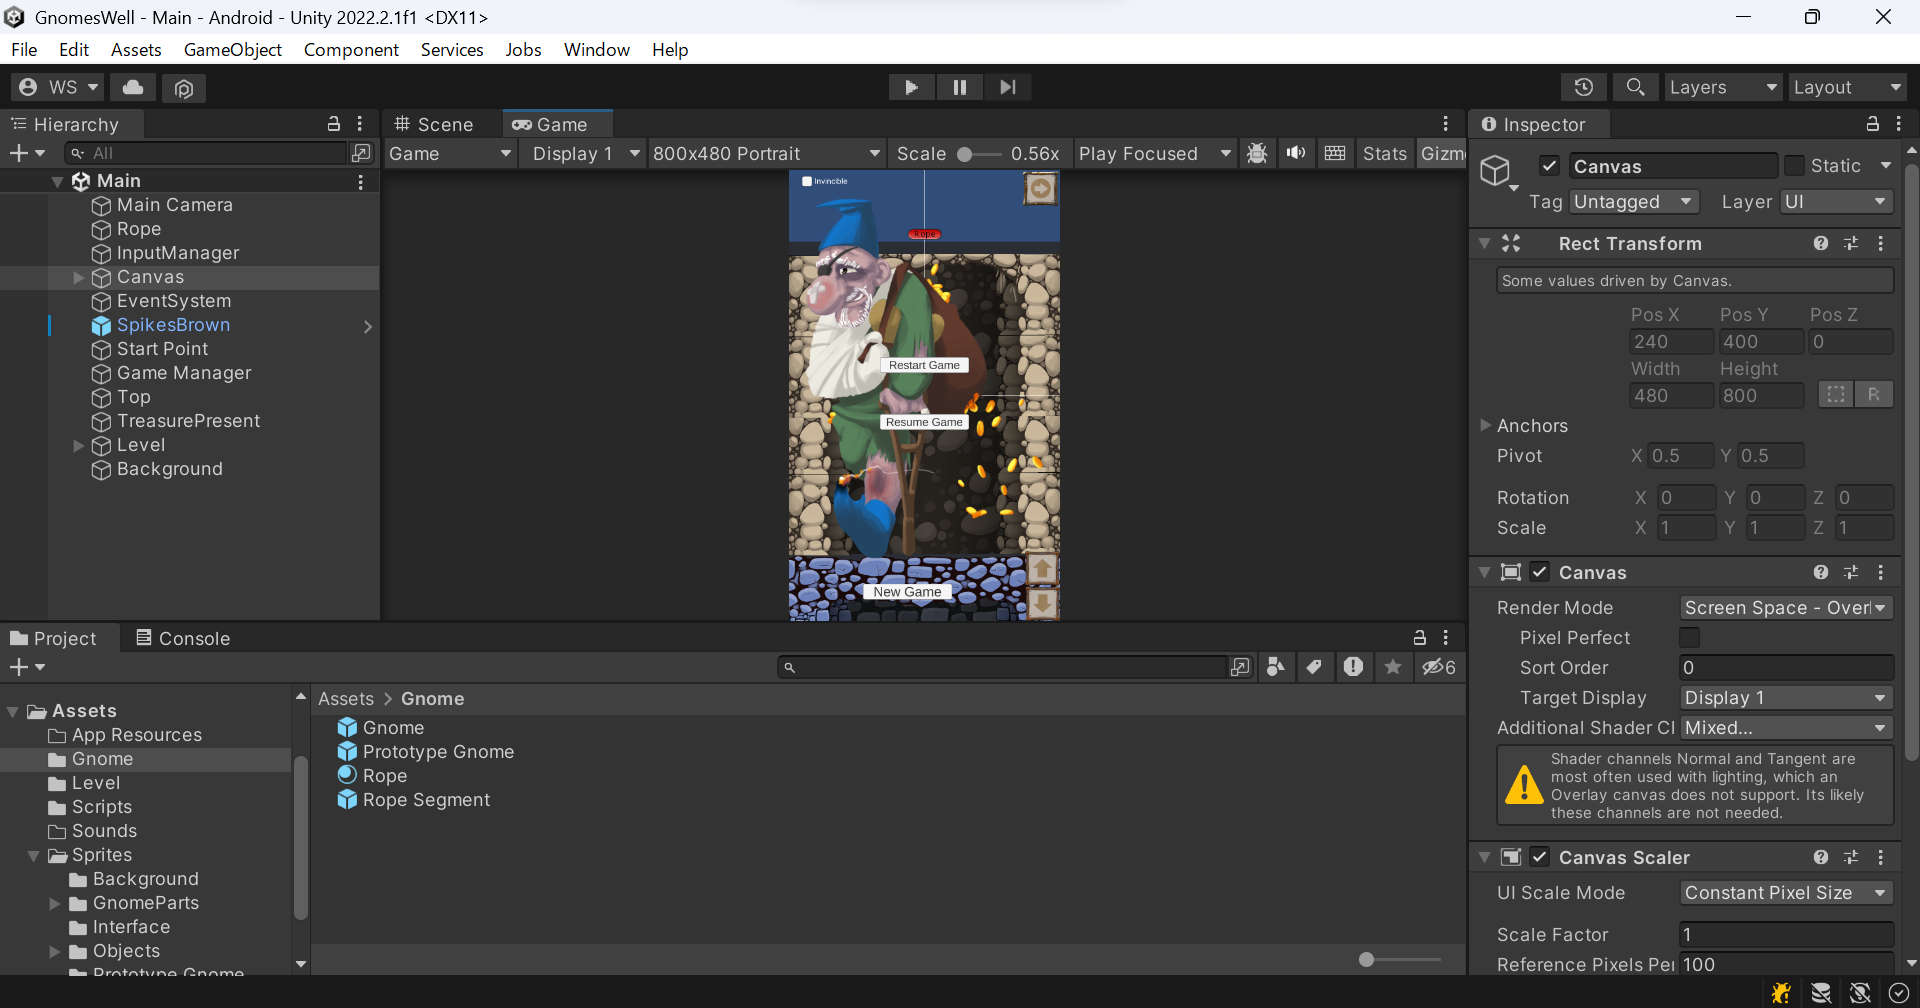 GnomesWell - Main - Android - Unity 2022.2.1f1 <DX11>
File Edit Assets GameObject Component Services Jobs Window Help
WS Layers Layout
Hierarchy
All
Main
Main Camera
Rope
InputManager
Canvas
EventSystem
SpikesBrown
Start Point
Game Manager
Top
TreasurePresent
Level
Background
Scene Game
Game Display 1 800x480 Portrait Scale 0.56x Play Focused Stats Gizm
Invincible
Rope
Restart Game
Resume Game
New Game
Project Console
6
Assets
App Resources
Gnome
Level
Scripts
Sounds
Sprites
Background
GnomeParts
Interface
Objects
Prototype Gnome
Assets > Gnome
Gnome
Prototype Gnome
Rope
Rope Segment
Inspector
Canvas Static
Tag Untagged Layer UI
Rect Transform
Some values driven by Canvas.
Pos X Pos Y Pos Z
240 400 0
Width Height
480 800 R
Anchors
Pivot X 0.5 Y 0.5
Rotation X 0 Y 0 Z 0
Scale X 1 Y 1 Z 1
Canvas
Render Mode Screen Space - Overl
Pixel Perfect
Sort Order 0
Target Display Display 1
Additional Shader Cl Mixed...
Shader channels Normal and Tangent are
most often used with lighting, which an
Overlay canvas does not support. Its likely
these channels are not needed.
Canvas Scaler
UI Scale Mode Constant Pixel Size
Scale Factor 1
Reference Pixels Per 100